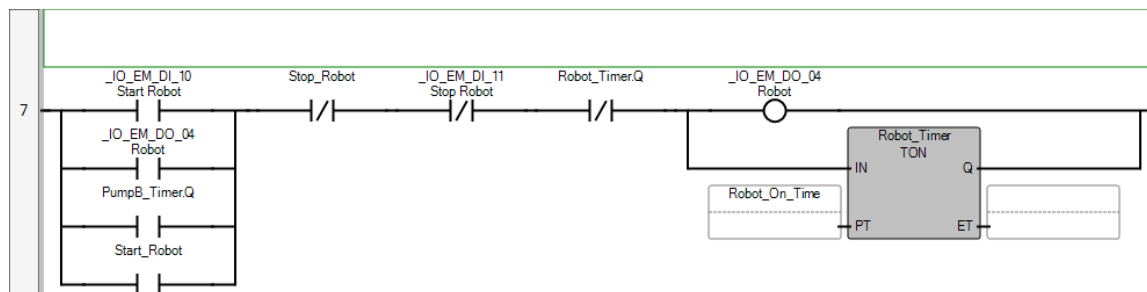 _IO_EM_DI_10
Start Robot
Stop_Robot
_IO_EM_DI_11
Stop Robot
Robot_Timer.Q
_IO_EM_DO_04
Robot
7
_IO_EM_DO_04
Robot
PumpB_Timer.Q
Start_Robot
Robot_Timer
TON
IN
Q
Robot_On_Time
PT
ET